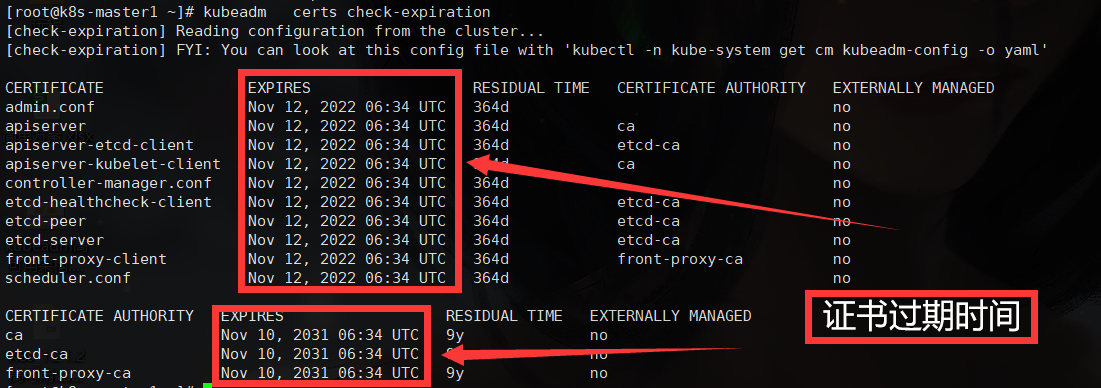 [root@k8s-master1 ~]# kubeadm   certs check-expiration
[check-expiration] Reading configuration from the cluster...
[check-expiration] FYI: You can look at this config file with 'kubectl -n kube-system get cm kubeadm-config -o yaml'
CERTIFICATE EXPIRES RESIDUAL TIME CERTIFICATE AUTHORITY EXTERNALLY MANAGED
admin.conf Nov 12, 2022 06:34 UTC 364d no
apiserver Nov 12, 2022 06:34 UTC 364d ca no
apiserver-etcd-client Nov 12, 2022 06:34 UTC 364d etcd-ca no
apiserver-kubelet-client Nov 12, 2022 06:34 UTC 364d ca no
controller-manager.conf Nov 12, 2022 06:34 UTC 364d no
etcd-healthcheck-client Nov 12, 2022 06:34 UTC 364d etcd-ca no
etcd-peer Nov 12, 2022 06:34 UTC 364d etcd-ca no
etcd-server Nov 12, 2022 06:34 UTC 364d etcd-ca no
front-proxy-client Nov 12, 2022 06:34 UTC 364d front-proxy-ca no
scheduler.conf Nov 12, 2022 06:34 UTC 364d no
CERTIFICATE AUTHORITY EXPIRES RESIDUAL TIME EXTERNALLY MANAGED
ca Nov 10, 2031 06:34 UTC 9y no
etcd-ca Nov 10, 2031 06:34 UTC no
front-proxy-ca Nov 10, 2031 06:34 UTC 9y no
证书过期时间